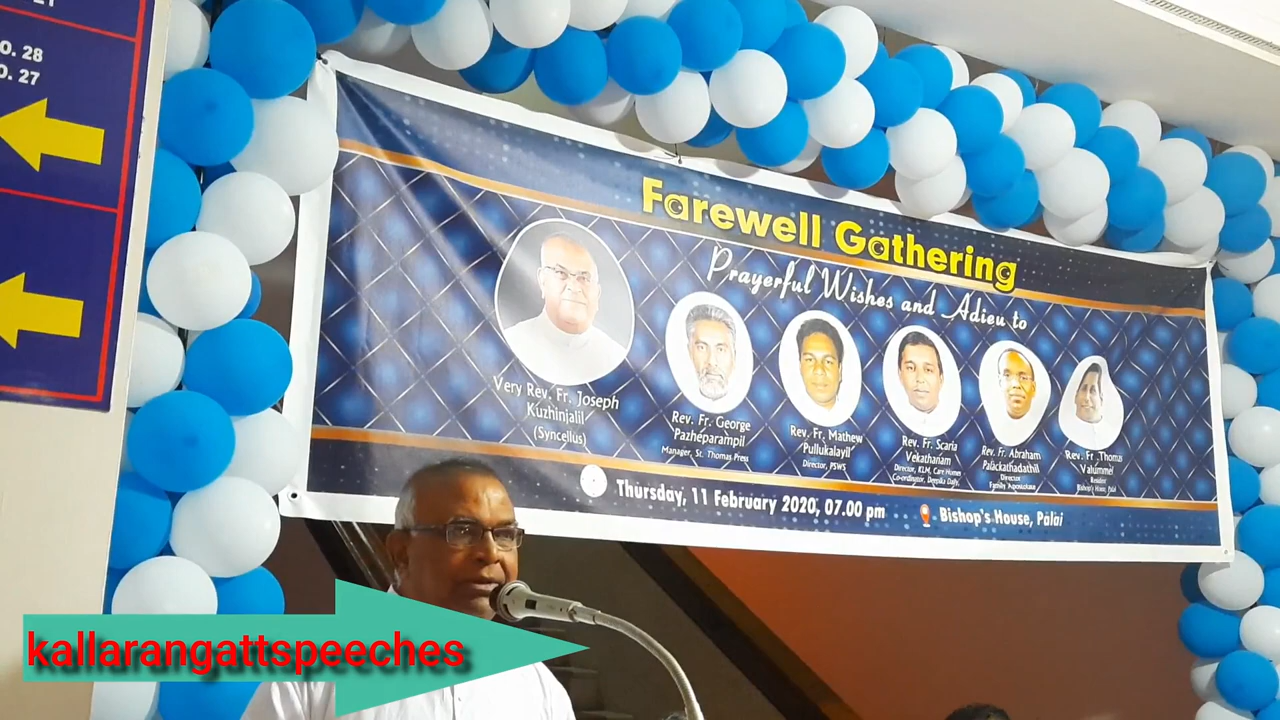 O. 28
O. 27
Farewell Gathering
Prayerful Wishes and Adieu to
Very Rev. Fr. Joseph
Kuzhinjalil
(Syncellus)
Rev. Fr. George
Pazheparampil
Manager, St. Thomas Press
Rev. Fr. Mathew
Pullukalayil
Director, PSWS
Rev. Fr. Scaria
Vekathanam
Director, KLM, Care Homes
Co-ordinator, Deepika Daily,
Rev. Fr. Abraham
Palackathadathil
Director
Family Apostolate
Rev. Fr .Thomas
Valummel
Resident
Bishop's House, Palai
Thursday, 11 February 2020, 07.00 pm
Bishop's House, Palai
kallarangattspeeches